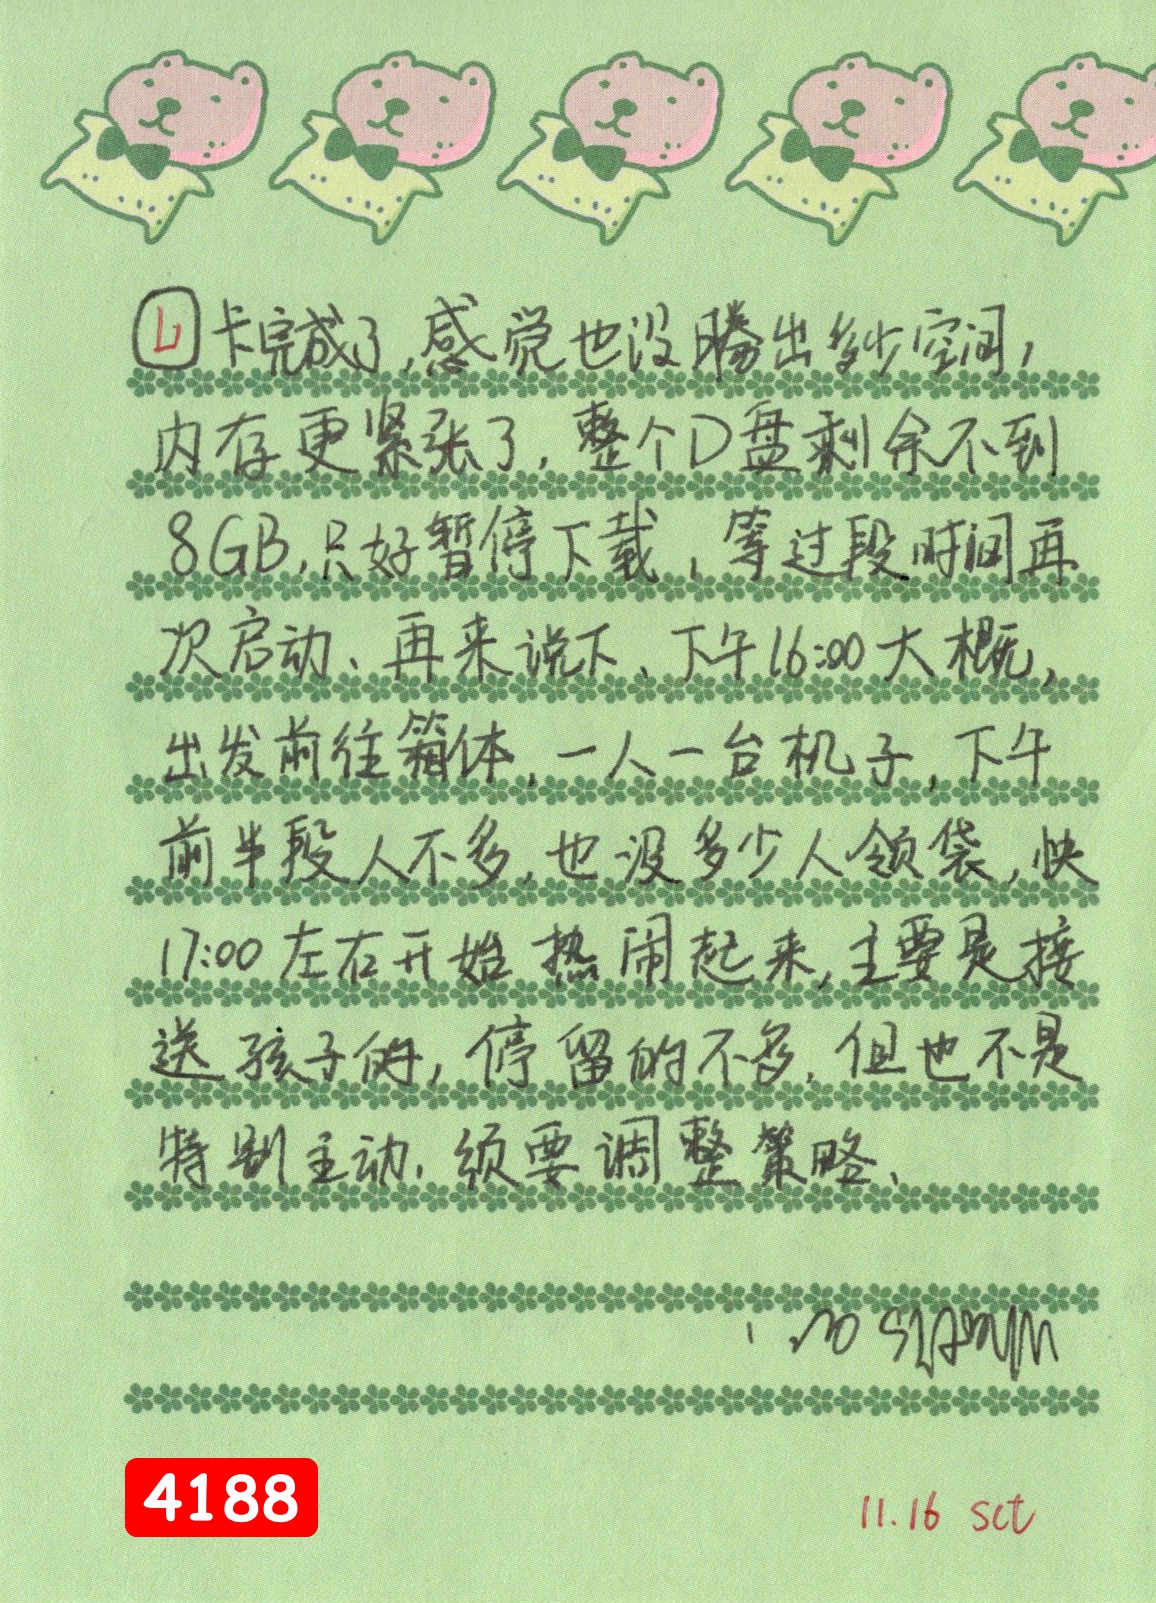 L卡完成了,感觉也没腾出多少空间,
内存更紧张了,整个D盘剩余不到
8GB,只好暂停下载,等过段时间再
次启动、再来说下、下午16:00大概,
出发前往箱体,一人一台机子,下午
前半段人不多,也没多少人领袋,快
17:00左右开始热闹起来,主要是接
送孩子的,停留的不多,但也不是
特别主动,须要调整策略、
4188
11.16 sct